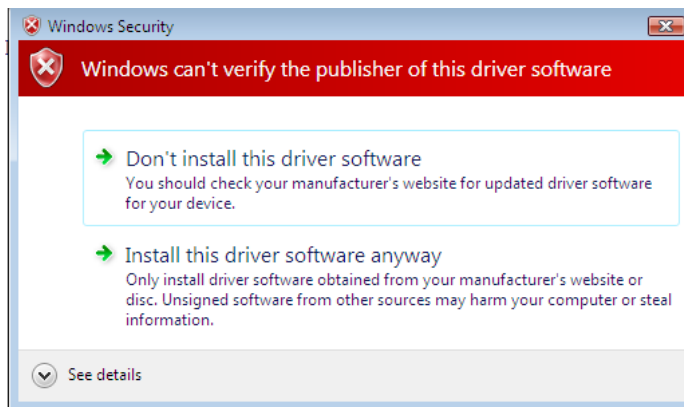 Windows Security
Windows can't verify the publisher of this driver software
Don't install this driver software
You should check your manufacturer's website for updated driver software
for your device.
Install this driver software anyway
Only install driver software obtained from your manufacturer's website or
disc. Unsigned software from other sources may harm your computer or steal
information.
See details